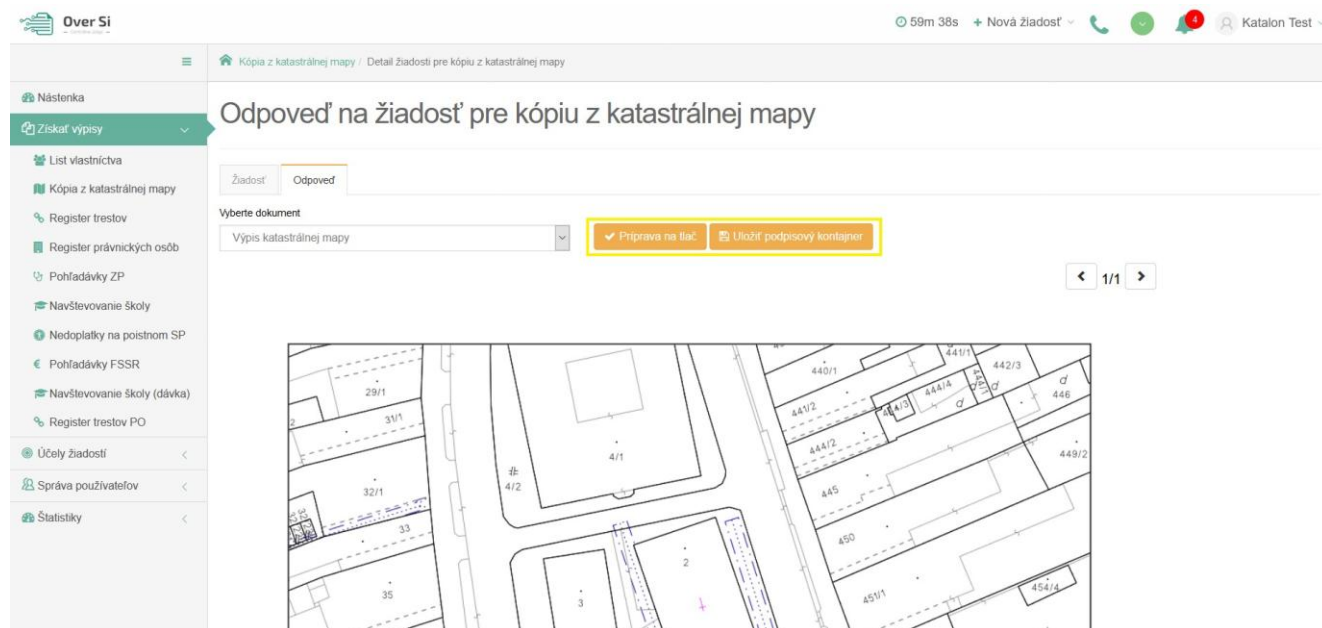 Over Si
59m 38s + Nová žiadosť
4
Katalon Test
Kópia z katastrálnej mapy / Detail žiadosti pre kópiu z katastrálnej mapy
Nástenka
Získať výpisy
List vlastníctva
Kópia z katastrálnej mapy
Register trestov
Register právnických osôb
Pohľadávky ZP
Navštevovanie školy
Nedoplatky na poistnom SP
Pohľadávky FSSR
Navštevovanie školy (dávka)
Register trestov PO
Účely žiadostí
Správa používateľov
Štatistiky
Odpoveď na žiadosť pre kópiu z katastrálnej mapy
Žiadosť
Odpoveď
Vyberte dokument
Výpis katastrálnej mapy
Príprava na tlač
Uložiť podpisový kontajner
1/1
29/1
31/1
2
32/1
33
35
4/2
4/1
3
2
440/1
441/1
442/3
441/2
444/3
444/4
444/1
446
444/2
445
449/2
450
451/1
454/4